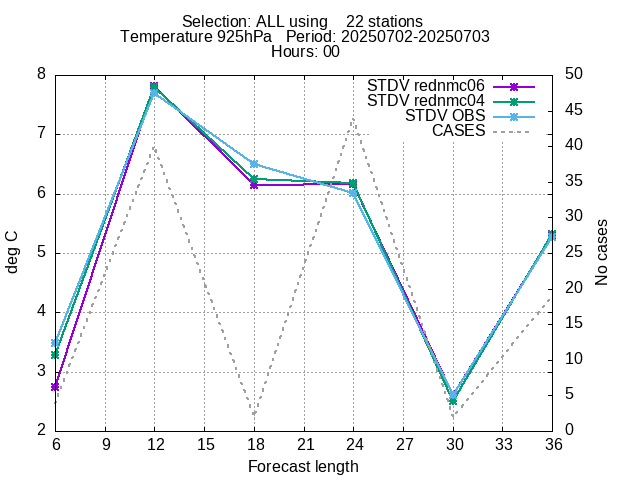 Selection: ALL using    22 stations
Temperature 925hPa   Period: 20250702-20250703
Hours: 00
STDV rednmc06
STDV rednmc04
STDV OBS
CASES
deg C
8
7
6
5
4
3
2
No cases
50
45
40
35
30
25
20
15
10
5
0
6 9 12 15 18 21 24 27 30 33 36
Forecast length